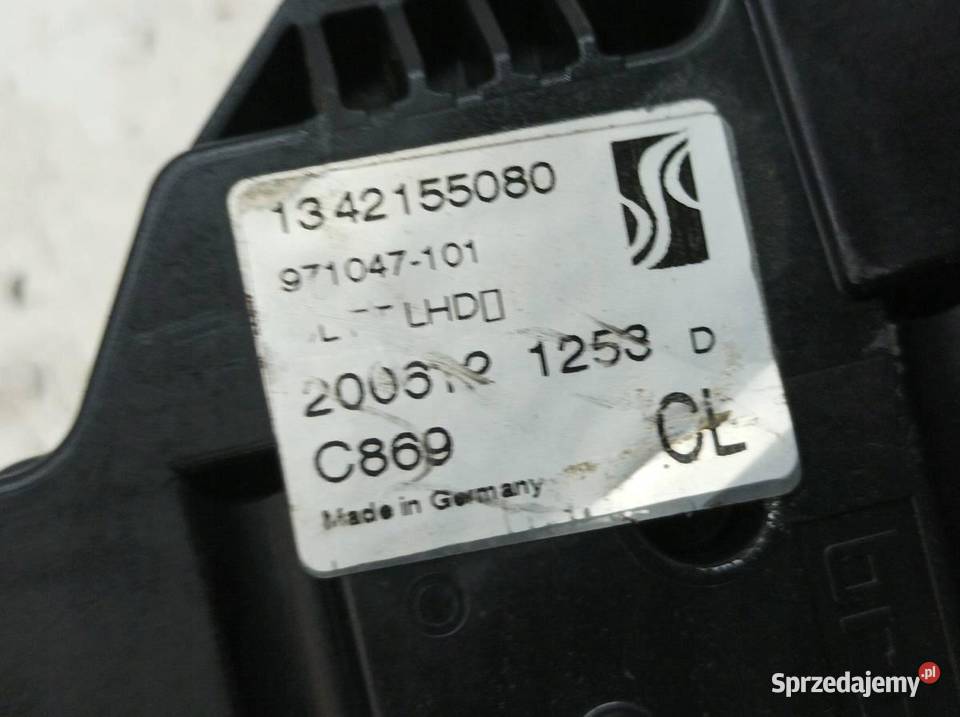 1342155080
971047-101
LHD▯
1253 D
C869
CL
Made in Germany
Sprzedajemy.pl